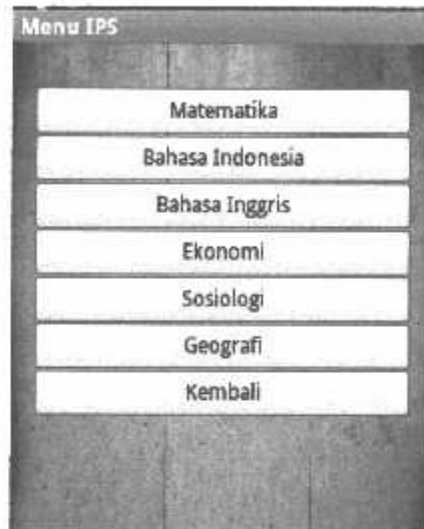 Menu IPS
Matematika
Bahasa Indonesia
Bahasa Inggris
Ekonomi
Sosiologi
Geografi
Kembali